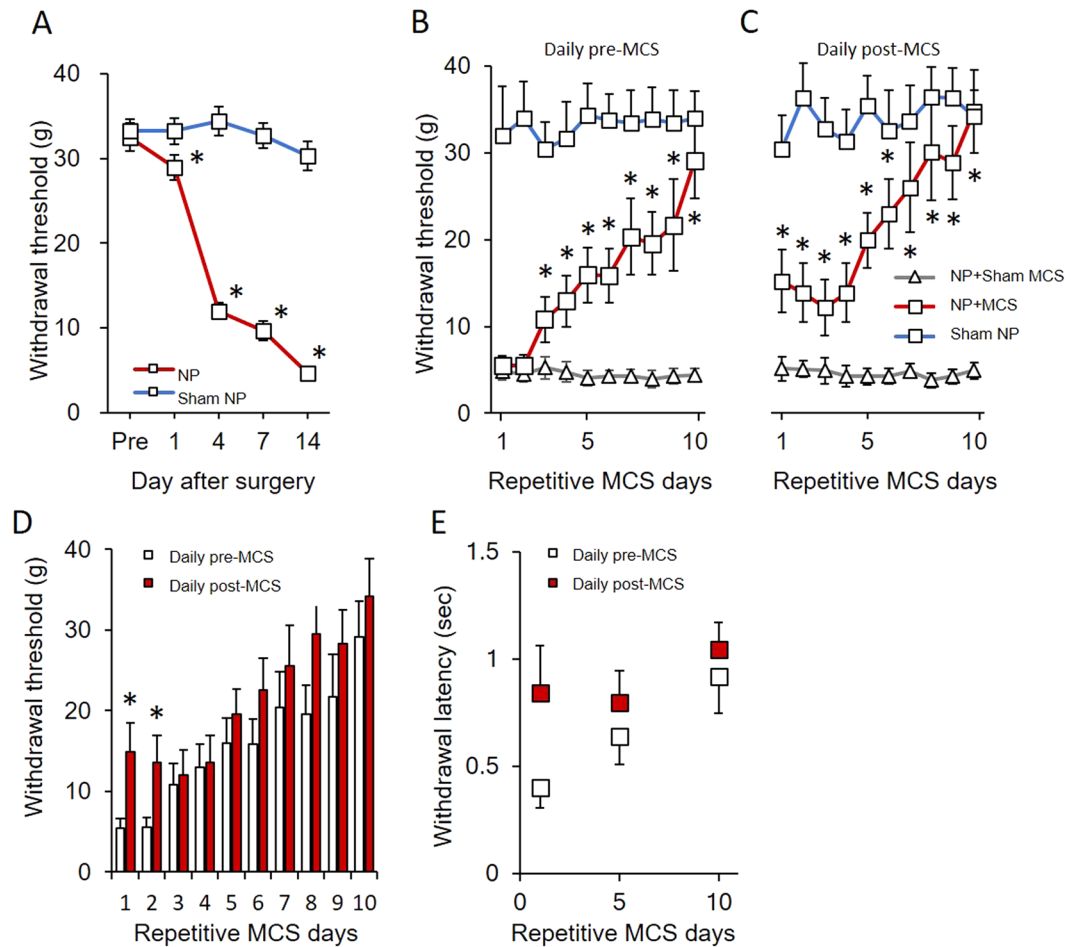 A
Withdrawal threshold (g)
40
30
20
10
0
NP
Sham NP
*
*
*
*
Pre 1 4 7 14
Day after surgery
B
Daily pre-MCS
Withdrawal threshold (g)
40
30
20
10
0
* * * * * * * *
1 5 10
Repetitive MCS days
C
Daily post-MCS
* * * * * * * * * *
NP+Sham MCS
NP+MCS
Sham NP
1 5 10
Repetitive MCS days
D
Withdrawal threshold (g)
40
30
20
10
0
Daily pre-MCS
Daily post-MCS
* *
1 2 3 4 5 6 7 8 9 10
Repetitive MCS days
E
Withdrawal latency (sec)
1.5
1
0.5
0
Daily pre-MCS
Daily post-MCS
0 5 10
Repetitive MCS days